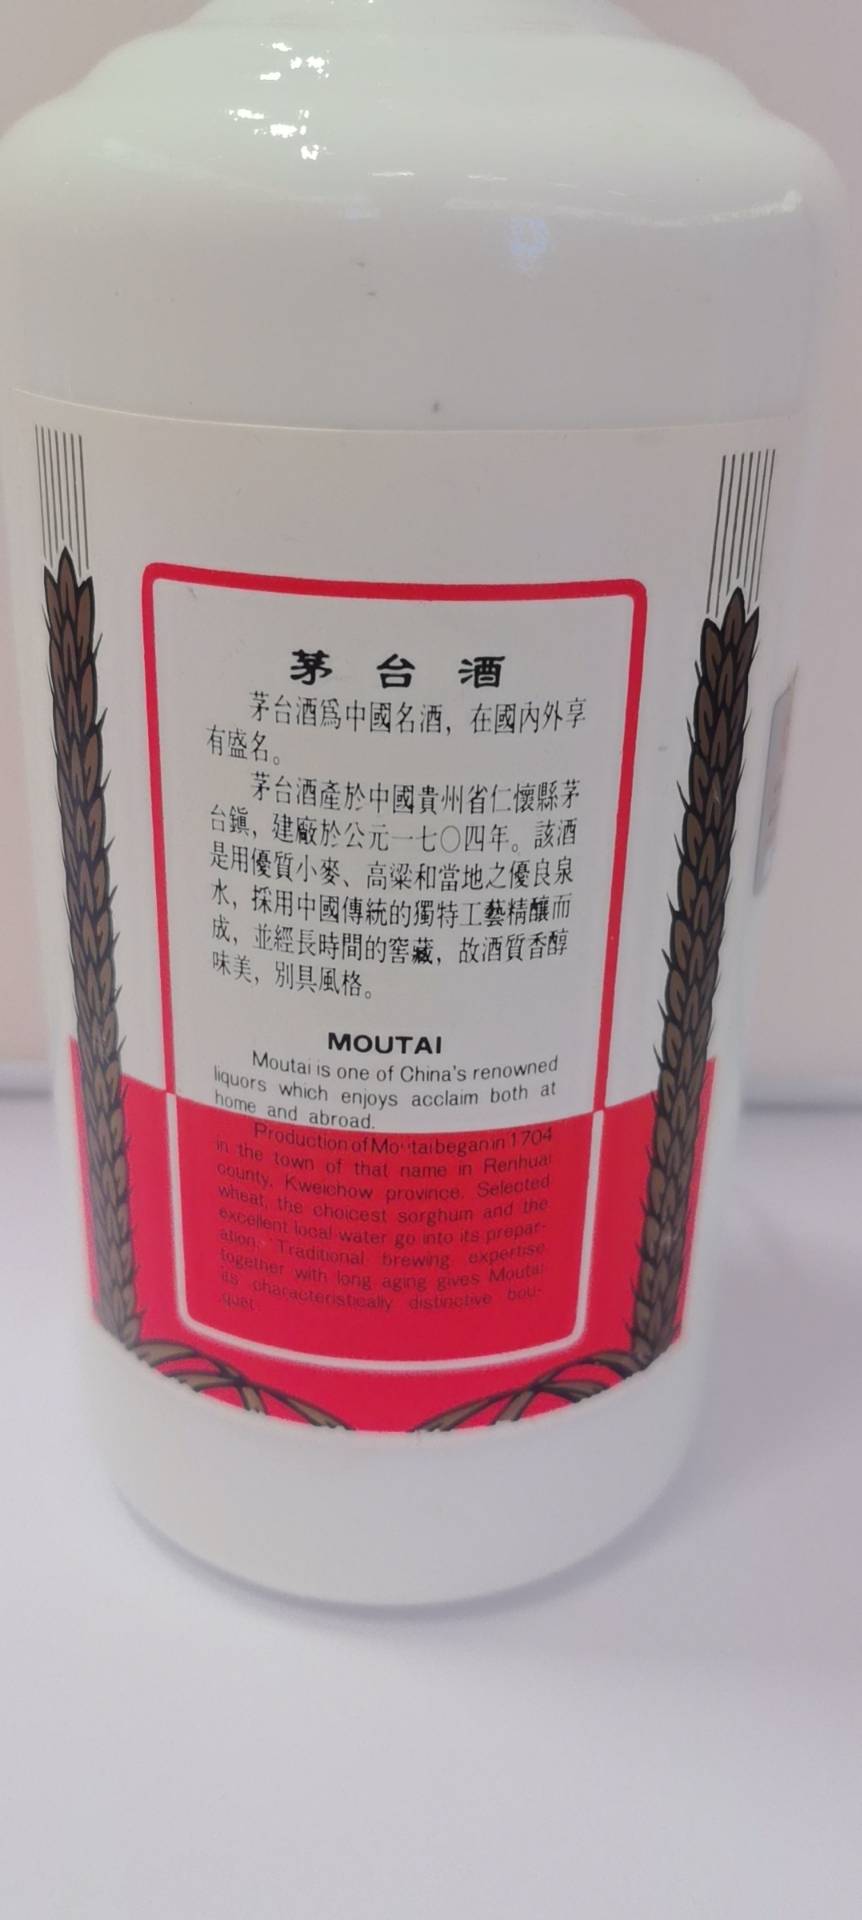 茅台酒
茅台酒爲中國名酒，在國內外享
有盛名。
茅台酒產於中國貴州省仁懷縣茅
台鎭，建廠於公元一七〇四年。該酒
是用優質小麥、高粱和當地之優良泉
水，採用中國傳統的獨特工藝精釀而
成，並經長時間的窖藏，故酒質香醇
味美，別具風格。
MOUTAI
Moutai is one of China's renowned
liquors which enjoys acclaim both at
home and abroad.
Production of Moutai began in 1704
in the town of that name in Renhuai
county, Kweichow province. Selected
wheat, the choicest sorghum and the
excellent local water go into its prepar-
ation. Traditional brewing expertise
together with long aging gives Moutai
its characteristically distinctive bou-
quet.